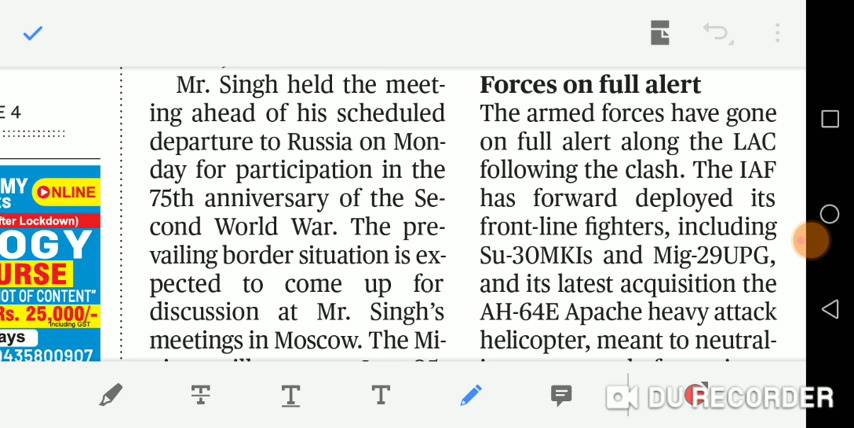 E 4
MY
ONLINE
ES
fter Lockdown)
OGY
URSE
OT OF CONTENT"
Rs. 25,000/-
Including GST
ays
9435800907
Mr. Singh held the meet-
ing ahead of his scheduled
departure to Russia on Mon-
day for participation in the
75th anniversary of the Se-
cond World War. The pre-
vailing border situation is ex-
pected to come up for
discussion at Mr. Singh's
meetings in Moscow. The Mi-
Forces on full alert
The armed forces have gone
on full alert along the LAC
following the clash. The IAF
has forward deployed its
front-line fighters, including
Su-30MKIs and Mig-29UPG,
and its latest acquisition the
AH-64E Apache heavy attack
helicopter, meant to neutral-
T T T
DU RECORDER